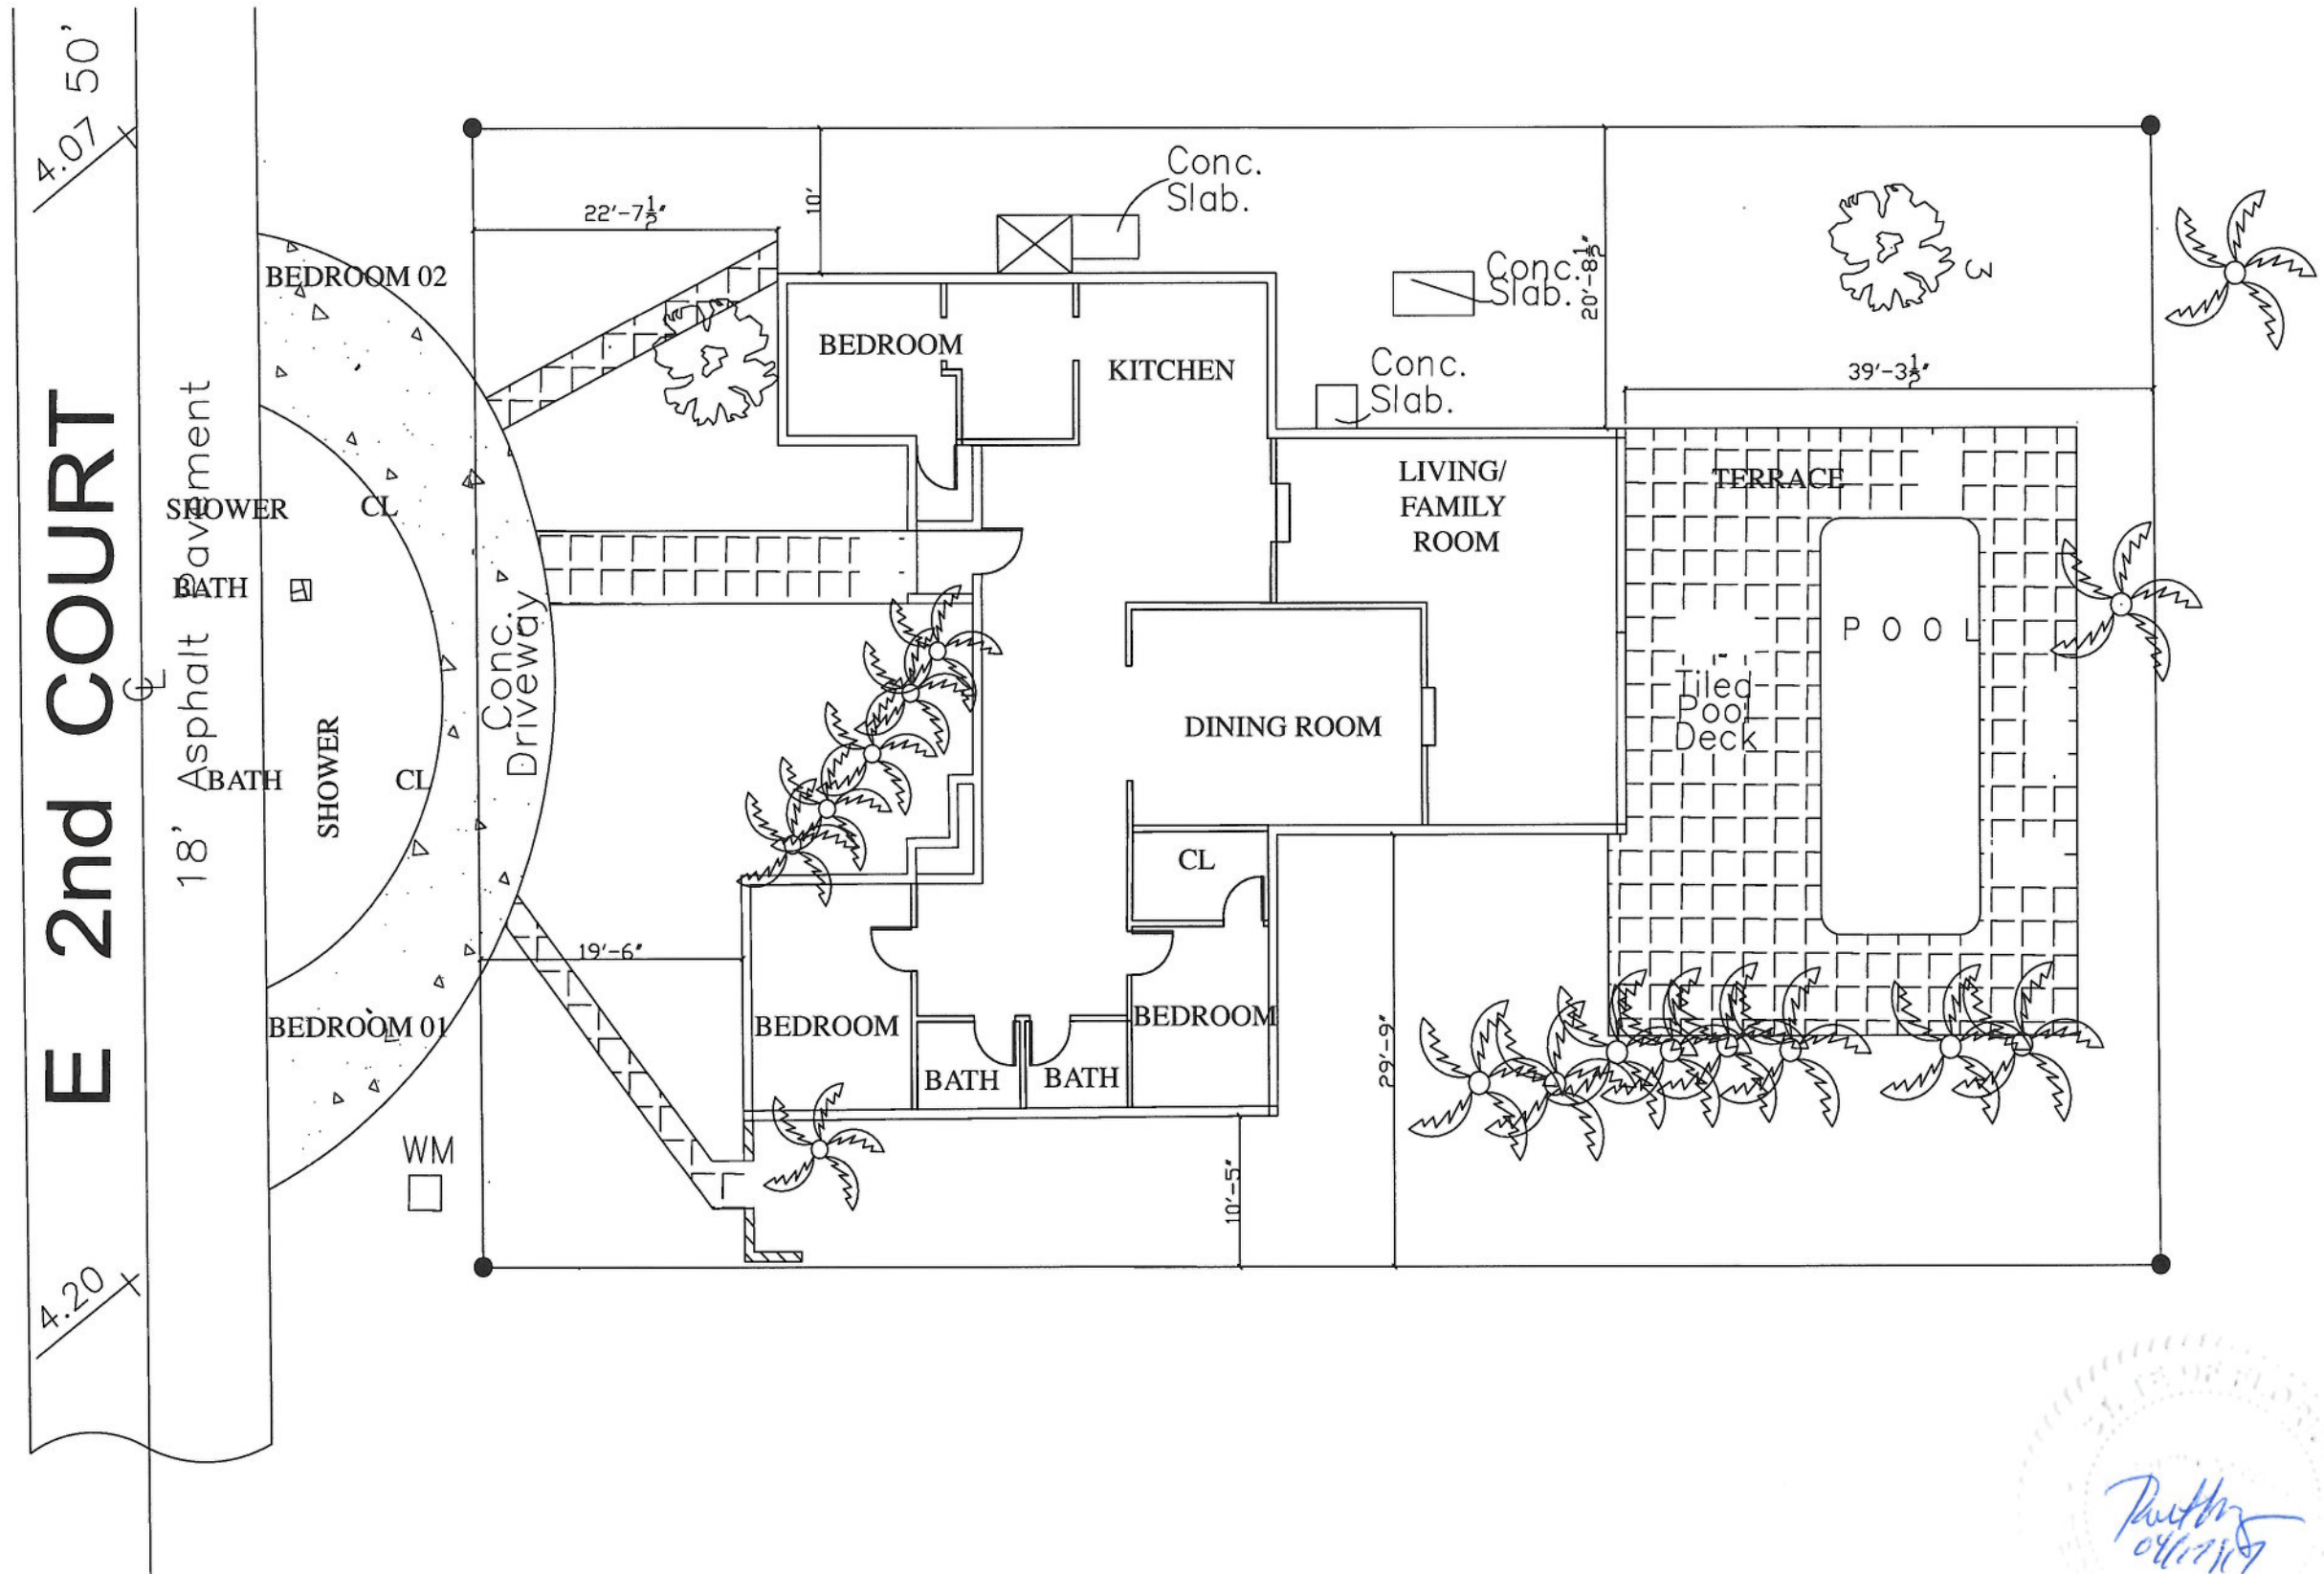 50'
4.07
E 2nd COURT
4.20
18' Asphalt Pavement
BEDROOM 02
SHOWER
CL
BATH
BATH
SHOWER
CL
BEDROOM 01
WM
Conc.
Driveway
22'-7½"
10'
Conc.
Slab.
Conc.
Slab.
20'-8½"
3
39'-3½"
Conc.
Slab.
BEDROOM
KITCHEN
LIVING/
FAMILY
ROOM
TERRACE
POOL
Tiled
Pool
Deck
DINING ROOM
CL
19'-6"
BEDROOM
BATH
BATH
BEDROOM
29'-9"
10'-5"